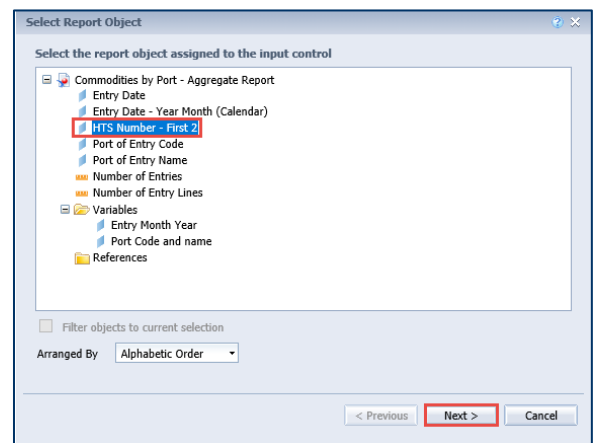 Select Report Object
Select the report object assigned to the input control
Commodities by Port - Aggregate Report
Entry Date
Entry Date - Year Month (Calendar)
HTS Number - First 2
Port of Entry Code
Port of Entry Name
Number of Entries
Number of Entry Lines
Variables
Entry Month Year
Port Code and name
References
Filter objects to current selection
Arranged By Alphabetic Order
< Previous Next > Cancel